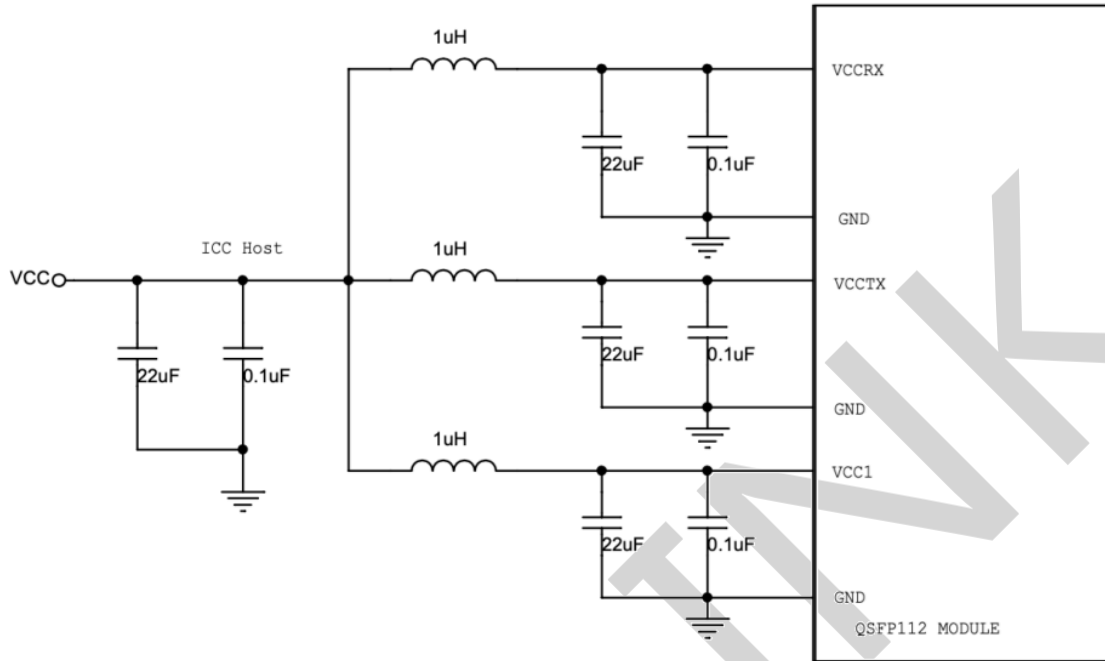 1uH
VCCRX
22uF
0.1uF
GND
ICC Host
1uH
VCC
VCCTX
22uF
0.1uF
22uF
0.1uF
GND
1uH
VCC1
22uF
0.1uF
GND
QSFP112 MODULE
INK